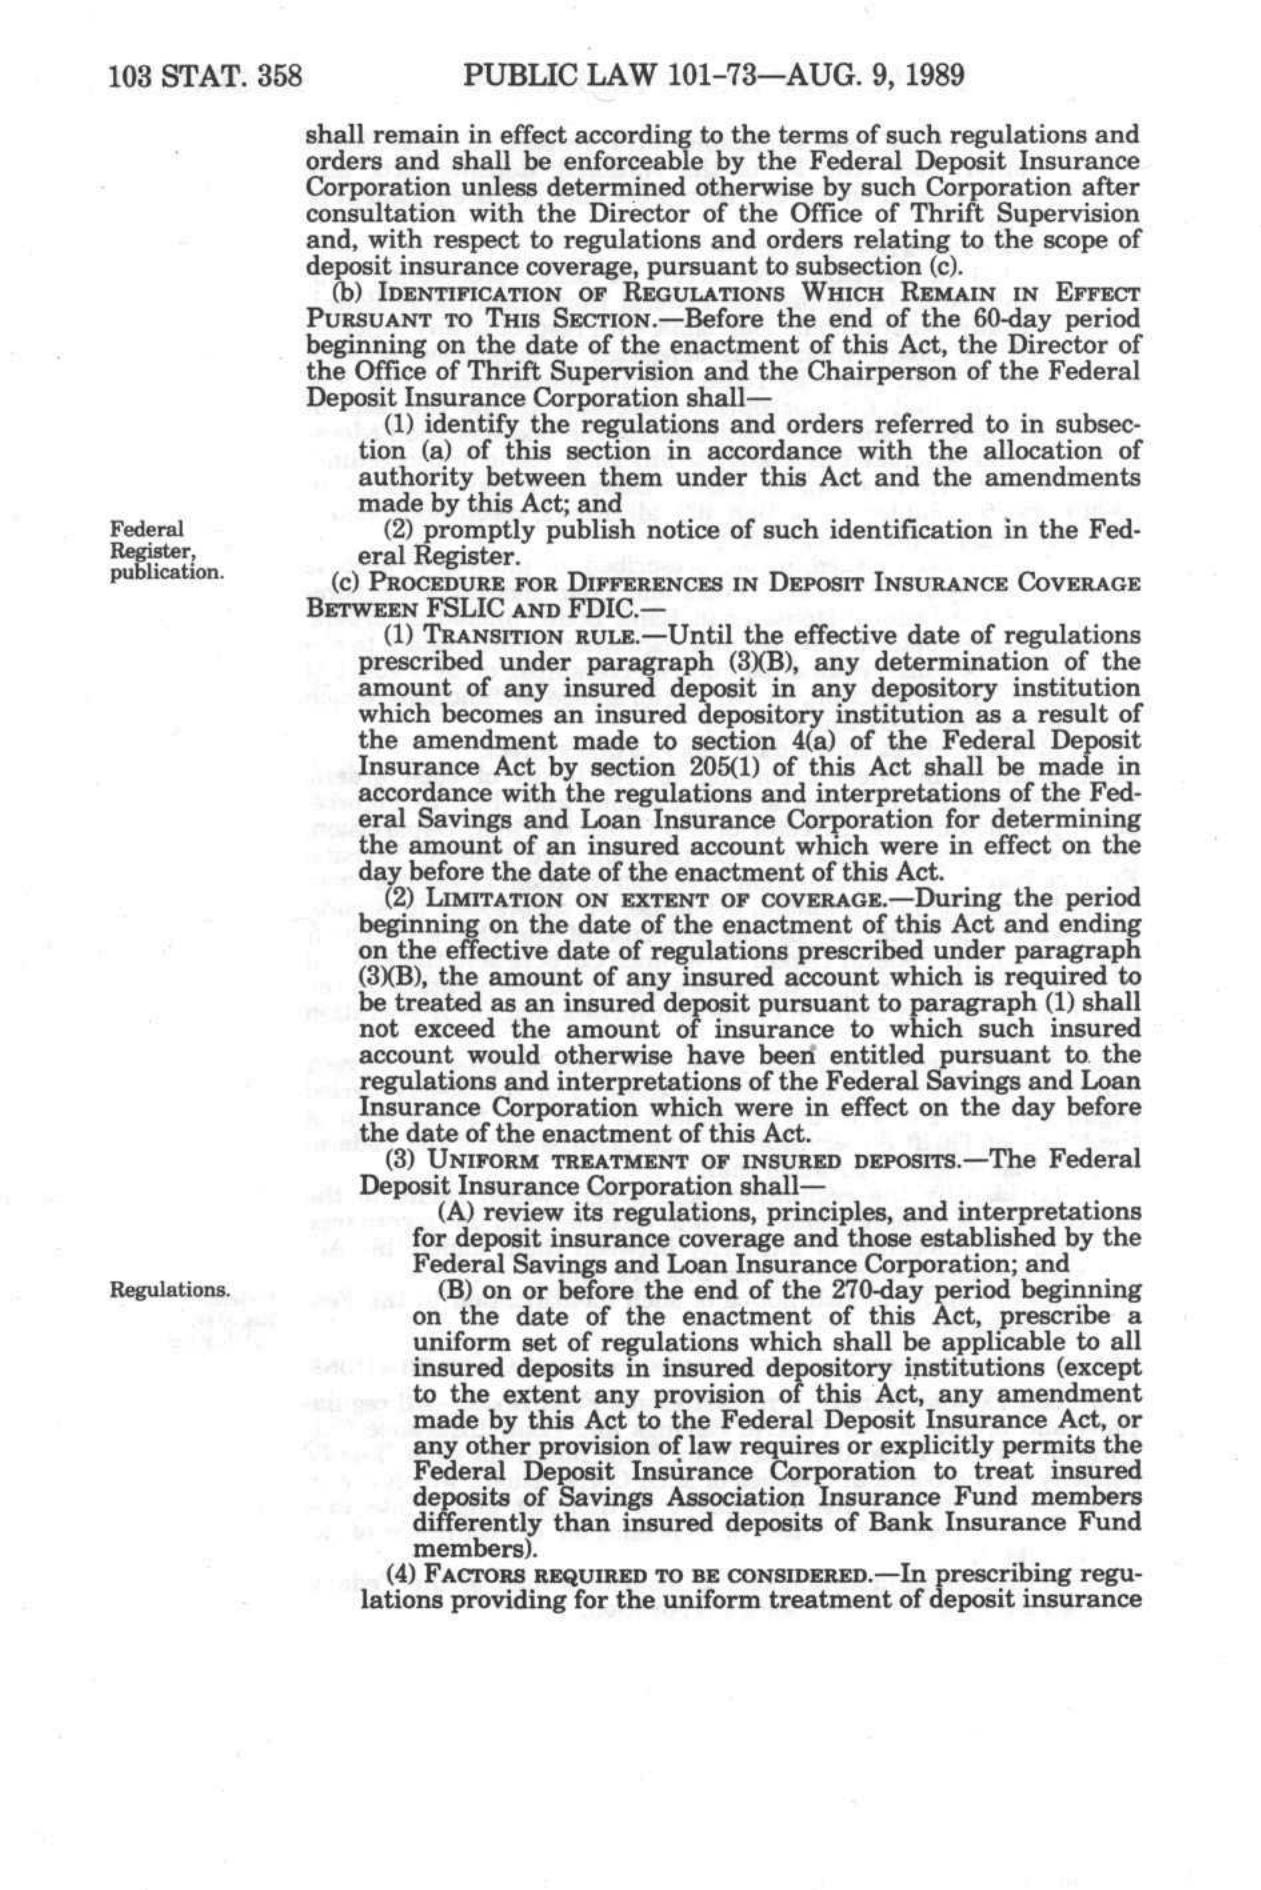 103 STAT. 358 PUBLIC LAW 101-73—AUG. 9, 1989
shall remain in effect according to the terms of such regulations and
orders and shall be enforceable by the Federal Deposit Insurance
Corporation unless determined otherwise by such Corporation after
consultation with the Director of the Office of Thrift Supervision
and, with respect to regulations and orders relating to the scope of
deposit insurance coverage, pursuant to subsection (c).
(b) IDENTIFICATION OF REGULATIONS WHICH REMAIN IN EFFECT
PURSUANT TO THIS SECTION.—Before the end of the 60-day period
beginning on the date of the enactment of this Act, the Director of
the Office of Thrift Supervision and the Chairperson of the Federal
Deposit Insurance Corporation shall—
(1) identify the regulations and orders referred to in subsec-
tion (a) of this section in accordance with the allocation of
authority between them under this Act and the amendments
made by this Act; and
Federal
Register,
publication.
(2) promptly publish notice of such identification in the Fed-
eral Register.
(c) PROCEDURE FOR DIFFERENCES IN DEPOSIT INSURANCE COVERAGE
BETWEEN FSLIC AND FDIC.—
(1) TRANSITION RULE.—Until the effective date of regulations
prescribed under paragraph (3)(B), any determination of the
amount of any insured deposit in any depository institution
which becomes an insured depository institution as a result of
the amendment made to section 4(a) of the Federal Deposit
Insurance Act by section 205(1) of this Act shall be made in
accordance with the regulations and interpretations of the Fed-
eral Savings and Loan Insurance Corporation for determining
the amount of an insured account which were in effect on the
day before the date of the enactment of this Act.
(2) LIMITATION ON EXTENT OF COVERAGE.—During the period
beginning on the date of the enactment of this Act and ending
on the effective date of regulations prescribed under paragraph
(3)(B), the amount of any insured account which is required to
be treated as an insured deposit pursuant to paragraph (1) shall
not exceed the amount of insurance to which such insured
account would otherwise have been entitled pursuant to the
regulations and interpretations of the Federal Savings and Loan
Insurance Corporation which were in effect on the day before
the date of the enactment of this Act.
(3) UNIFORM TREATMENT OF INSURED DEPOSITS.—The Federal
Deposit Insurance Corporation shall—
(A) review its regulations, principles, and interpretations
for deposit insurance coverage and those established by the
Federal Savings and Loan Insurance Corporation; and
Regulations.
(B) on or before the end of the 270-day period beginning
on the date of the enactment of this Act, prescribe a
uniform set of regulations which shall be applicable to all
insured deposits in insured depository institutions (except
to the extent any provision of this Act, any amendment
made by this Act to the Federal Deposit Insurance Act, or
any other provision of law requires or explicitly permits the
Federal Deposit Insurance Corporation to treat insured
deposits of Savings Association Insurance Fund members
differently than insured deposits of Bank Insurance Fund
members).
(4) FACTORS REQUIRED TO BE CONSIDERED.—In prescribing regu-
lations providing for the uniform treatment of deposit insurance